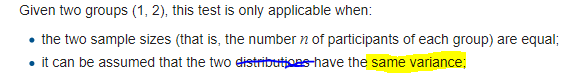 Given two groups (1, 2), this test is only applicable when:
• the two sample sizes (that is, the number n of participants of each group) are equal;
• it can be assumed that the two distributions have the same variance;